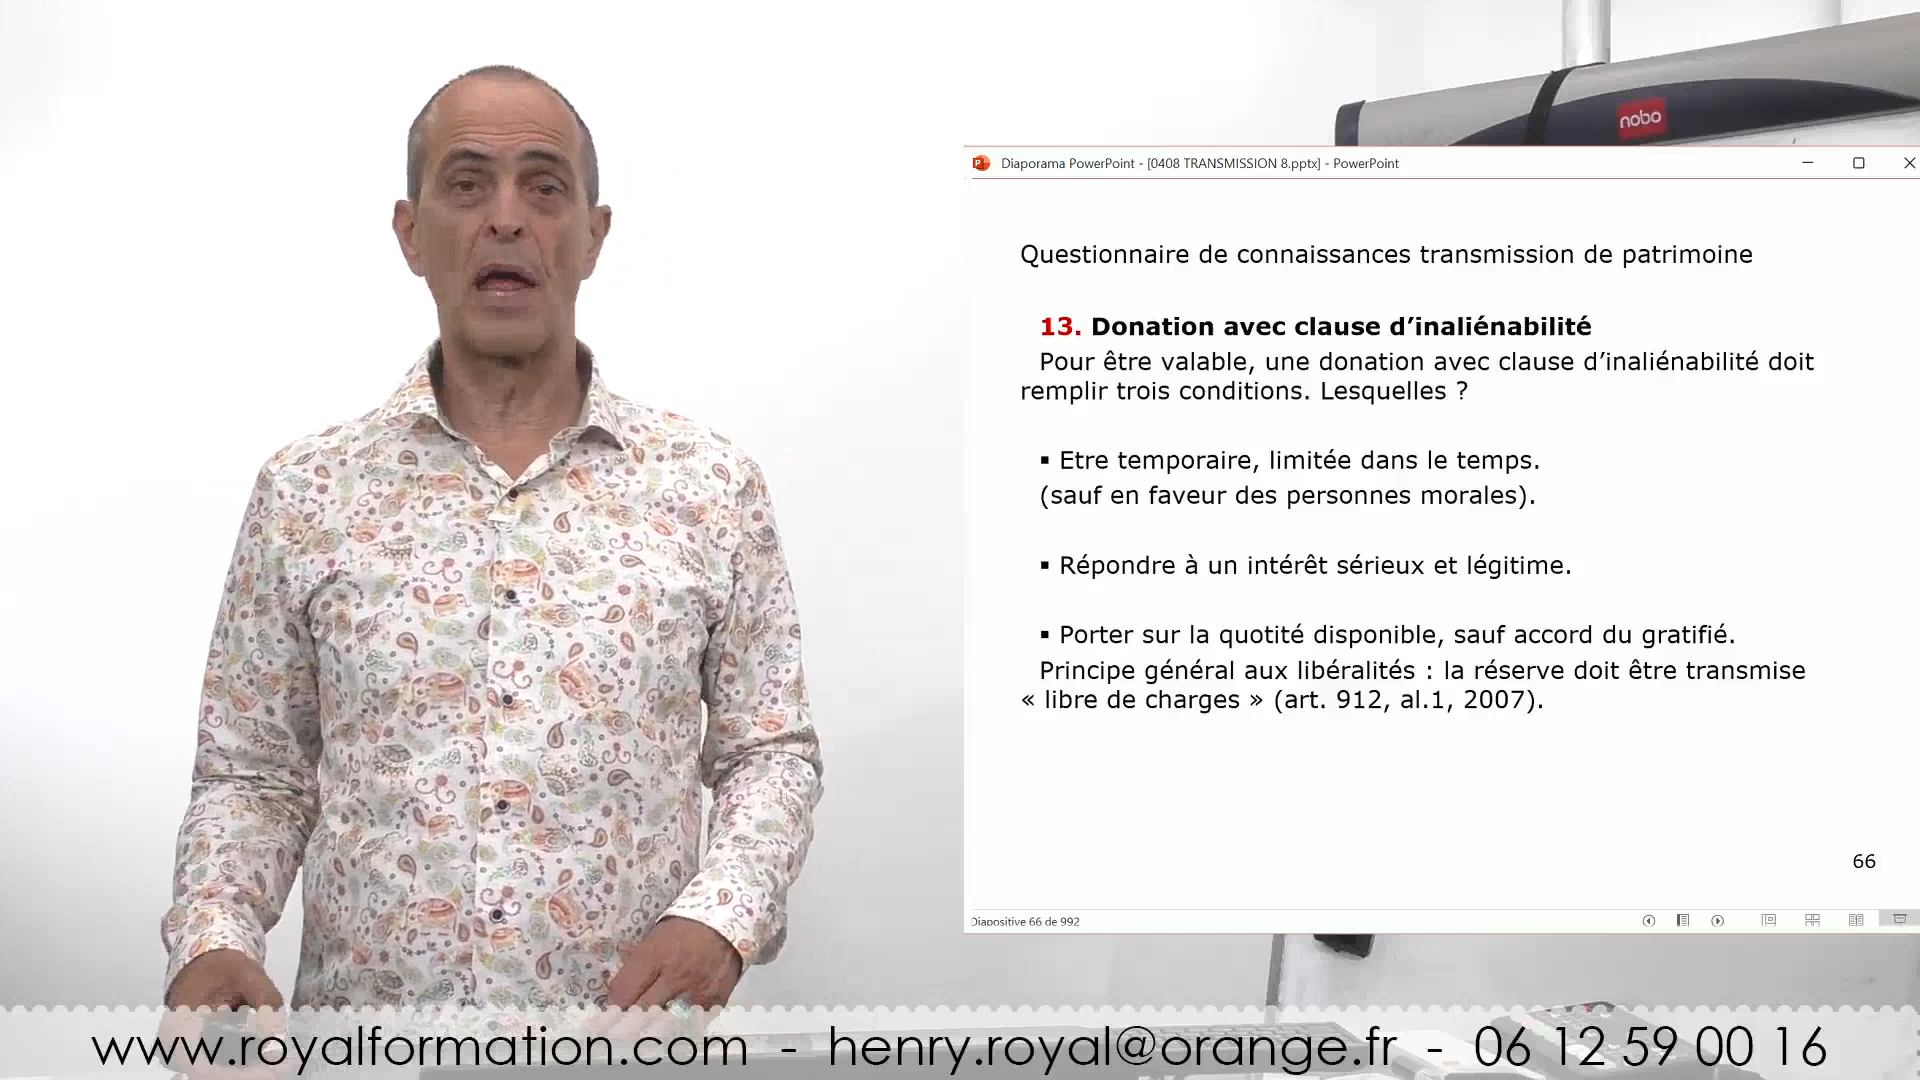 nobo
Diaporama PowerPoint - [0408 TRANSMISSION 8.pptx] - PowerPoint
Questionnaire de connaissances transmission de patrimoine
13. Donation avec clause d’inaliénabilité
Pour être valable, une donation avec clause d’inaliénabilité doit
remplir trois conditions. Lesquelles ?
▪ Etre temporaire, limitée dans le temps.
(sauf en faveur des personnes morales).
▪ Répondre à un intérêt sérieux et légitime.
▪ Porter sur la quotité disponible, sauf accord du gratifié.
Principe général aux libéralités : la réserve doit être transmise
« libre de charges » (art. 912, al.1, 2007).
66
Diapositive 66 de 992
www.royalformation.com - henry.royal@orange.fr - 06 12 59 00 16